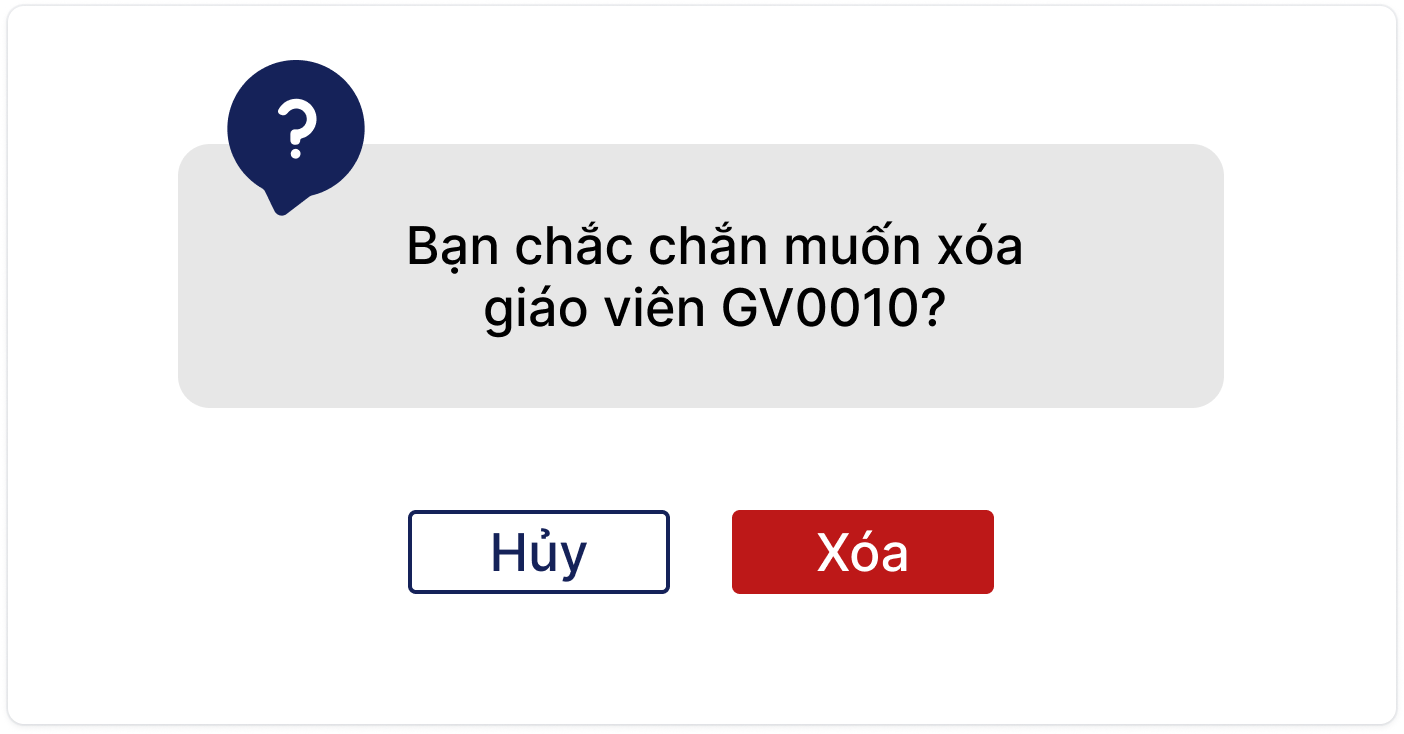 ?
Bạn chắc chắn muốn xóa
giáo viên GV0010?
Hủy
Xóa